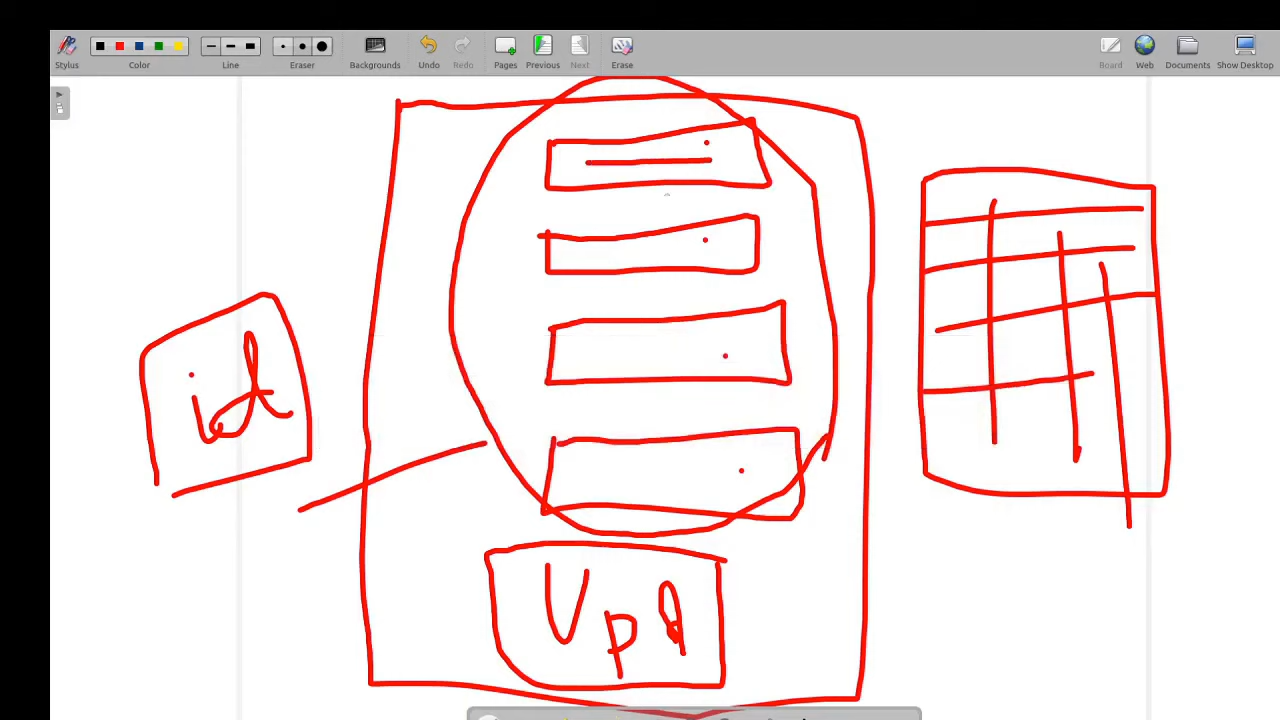 Stylus
Color
Line
Eraser
Backgrounds
Undo
Redo
Pages
Previous
Next
Erase
Board
Web
Documents
Show Desktop
id
Upd